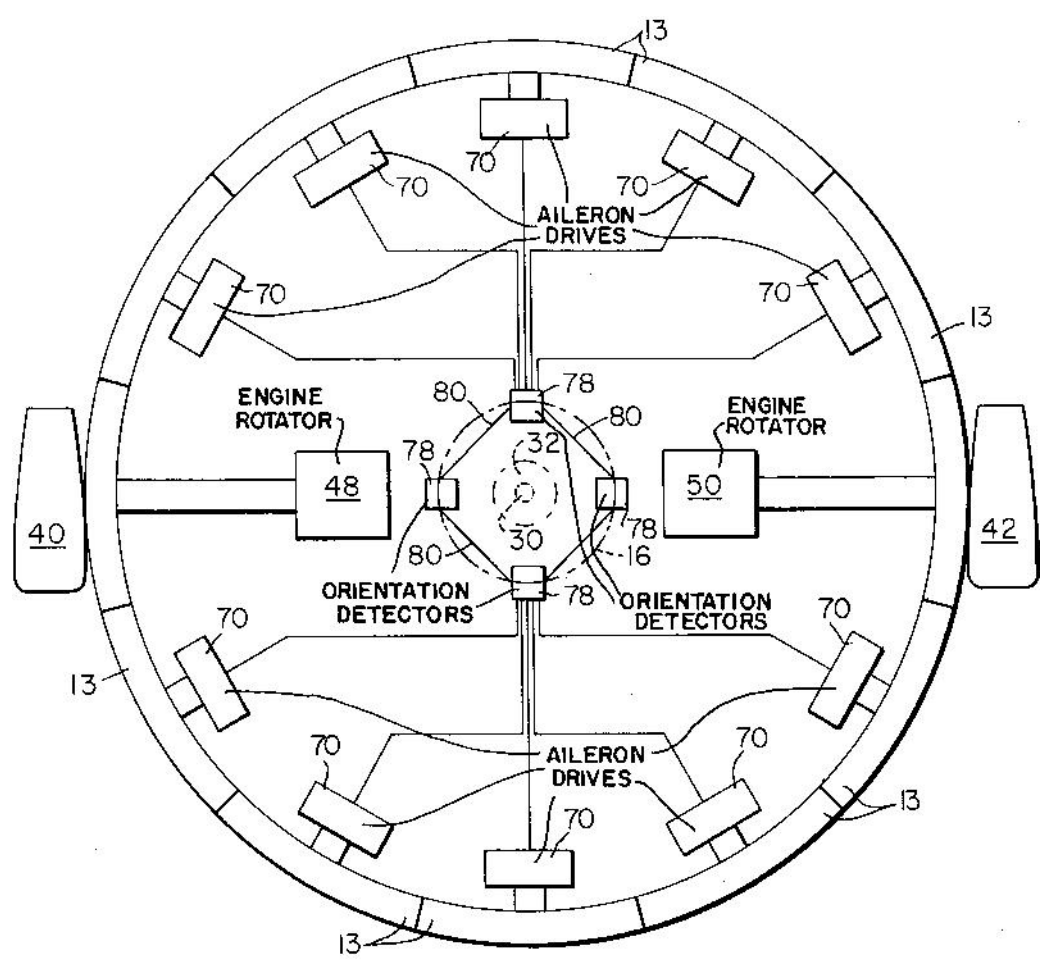 13
70
70
70
AILERON
DRIVES
70
70
13
ENGINE
ROTATOR
48
80
78
80
ENGINE
ROTATOR
50
32
78
40
30
78
42
80
16
ORIENTATION
DETECTORS
78
ORIENTATION
DETECTORS
70
70
13
70
AILERON
DRIVES
70
70
13
13